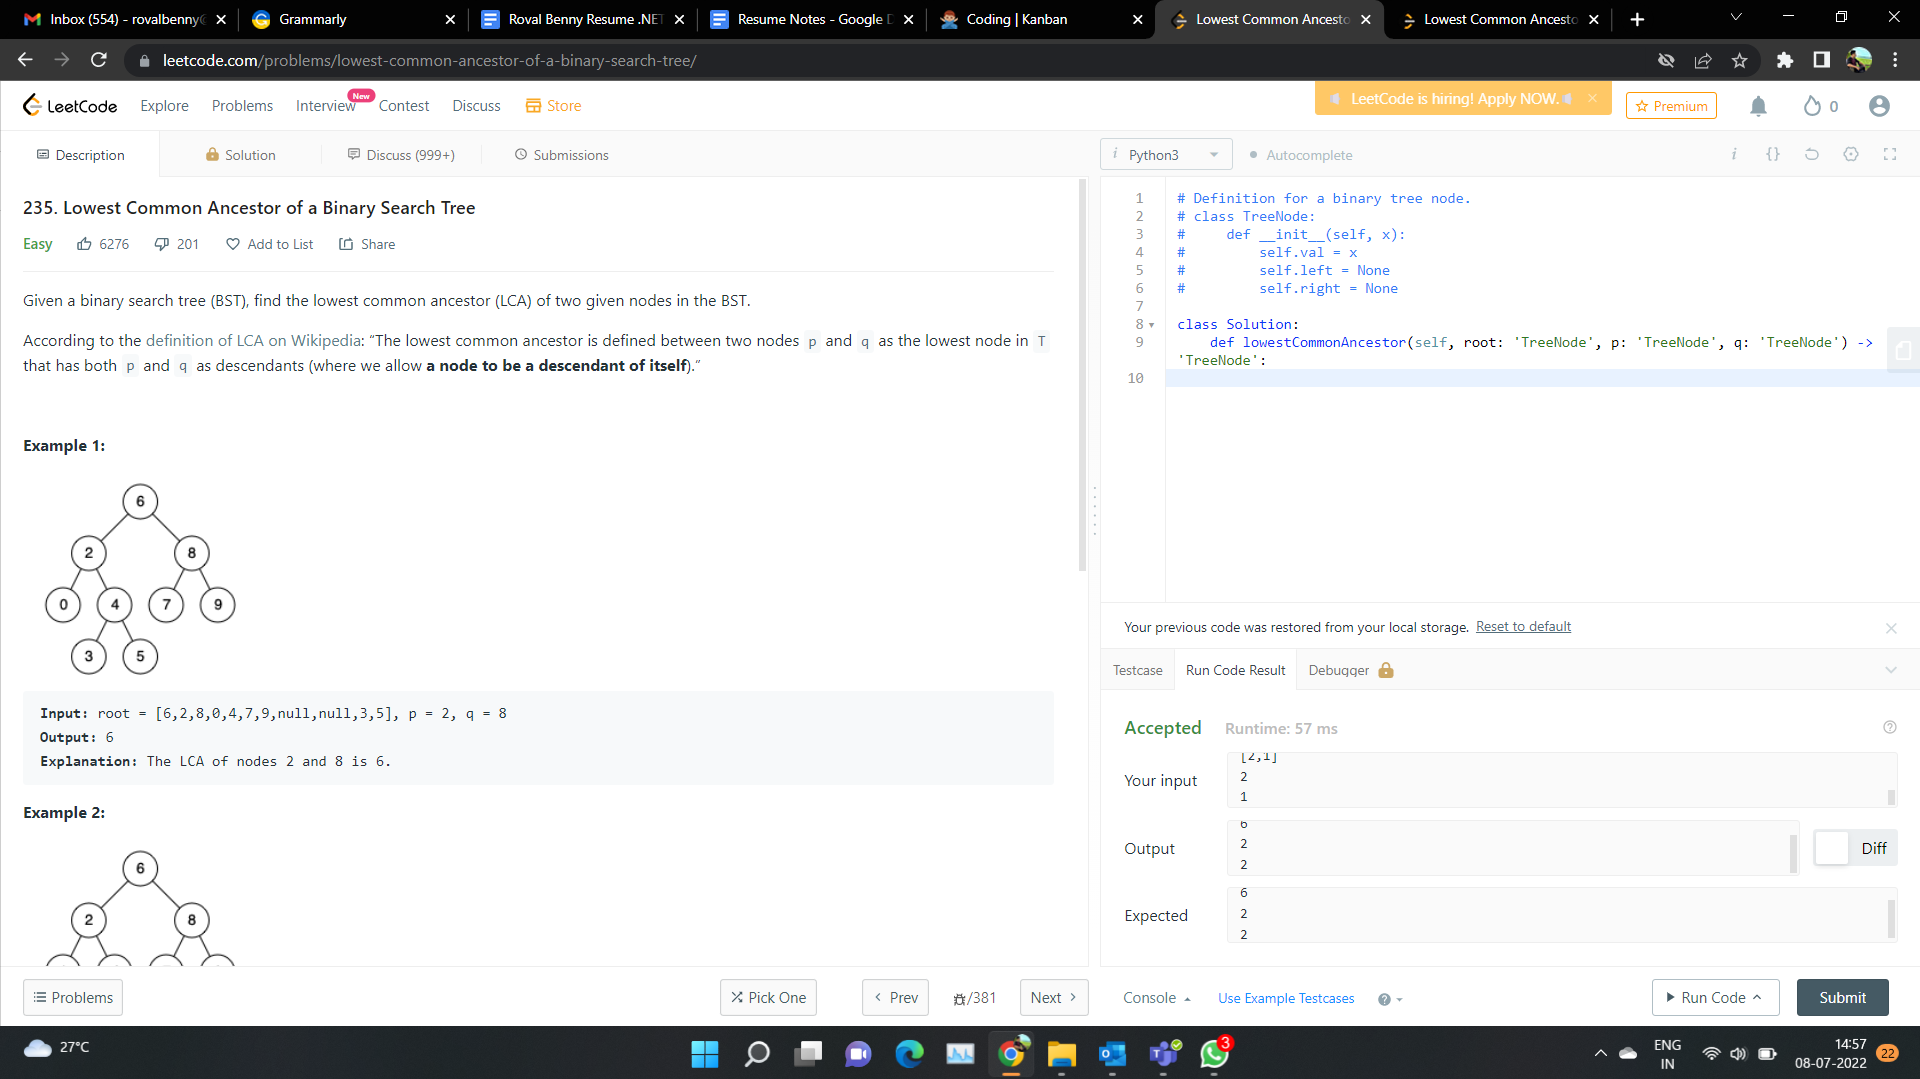 Inbox (554) - rovalbenny
Grammarly
Roval Benny Resume .NET
Resume Notes - Google D
Coding | Kanban
Lowest Common Ancesto
Lowest Common Ancesto
leetcode.com/problems/lowest-common-ancestor-of-a-binary-search-tree/
LeetCode
Explore
Problems
Interview
New
Contest
Discuss
Store
LeetCode is hiring! Apply NOW.
Premium
0
Description
Solution
Discuss (999+)
Submissions
235. Lowest Common Ancestor of a Binary Search Tree
Easy
6276
201
Add to List
Share
Given a binary search tree (BST), find the lowest common ancestor (LCA) of two given nodes in the BST.
According to the definition of LCA on Wikipedia: “The lowest common ancestor is defined between two nodes p and q as the lowest node in T
that has both p and q as descendants (where we allow a node to be a descendant of itself).”
Example 1:
6
2 8
0 4 7 9
3 5
Input: root = [6,2,8,0,4,7,9,null,null,3,5], p = 2, q = 8
Output: 6
Explanation: The LCA of nodes 2 and 8 is 6.
Example 2:
6
2 8
Problems
Pick One
Prev
/381
Next
i Python3
Autocomplete
i {}
1 # Definition for a binary tree node.
2 # class TreeNode:
3 #     def __init__(self, x):
4 #         self.val = x
5 #         self.left = None
6 #         self.right = None
7
8 class Solution:
9     def lowestCommonAncestor(self, root: 'TreeNode', p: 'TreeNode', q: 'TreeNode') ->
'TreeNode':
10
Your previous code was restored from your local storage. Reset to default
Testcase
Run Code Result
Debugger
Accepted
Runtime: 57 ms
Your input
[2,1]
2
1
Output
6
2
2
Diff
Expected
6
2
2
Console
Use Example Testcases
Run Code
Submit
27°C
3
ENG
IN
14:57
08-07-2022
22